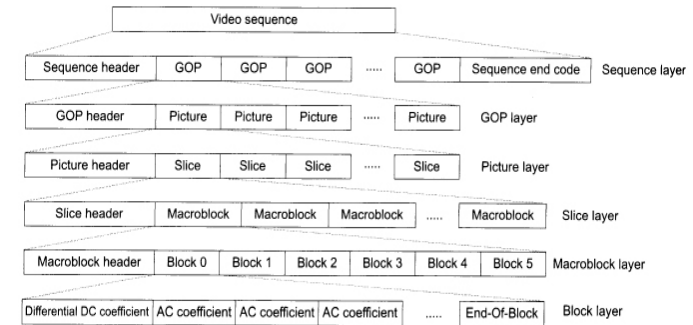 Video sequence
Sequence header GOP GOP GOP ..... GOP Sequence end code Sequence layer
GOP header Picture Picture Picture ..... Picture GOP layer
Picture header Slice Slice Slice ..... Slice Picture layer
Slice header Macroblock Macroblock Macroblock ..... Macroblock Slice layer
Macroblock header Block 0 Block 1 Block 2 Block 3 Block 4 Block 5 Macroblock layer
Differential DC coefficient AC coefficient AC coefficient AC coefficient ..... End-Of-Block Block layer